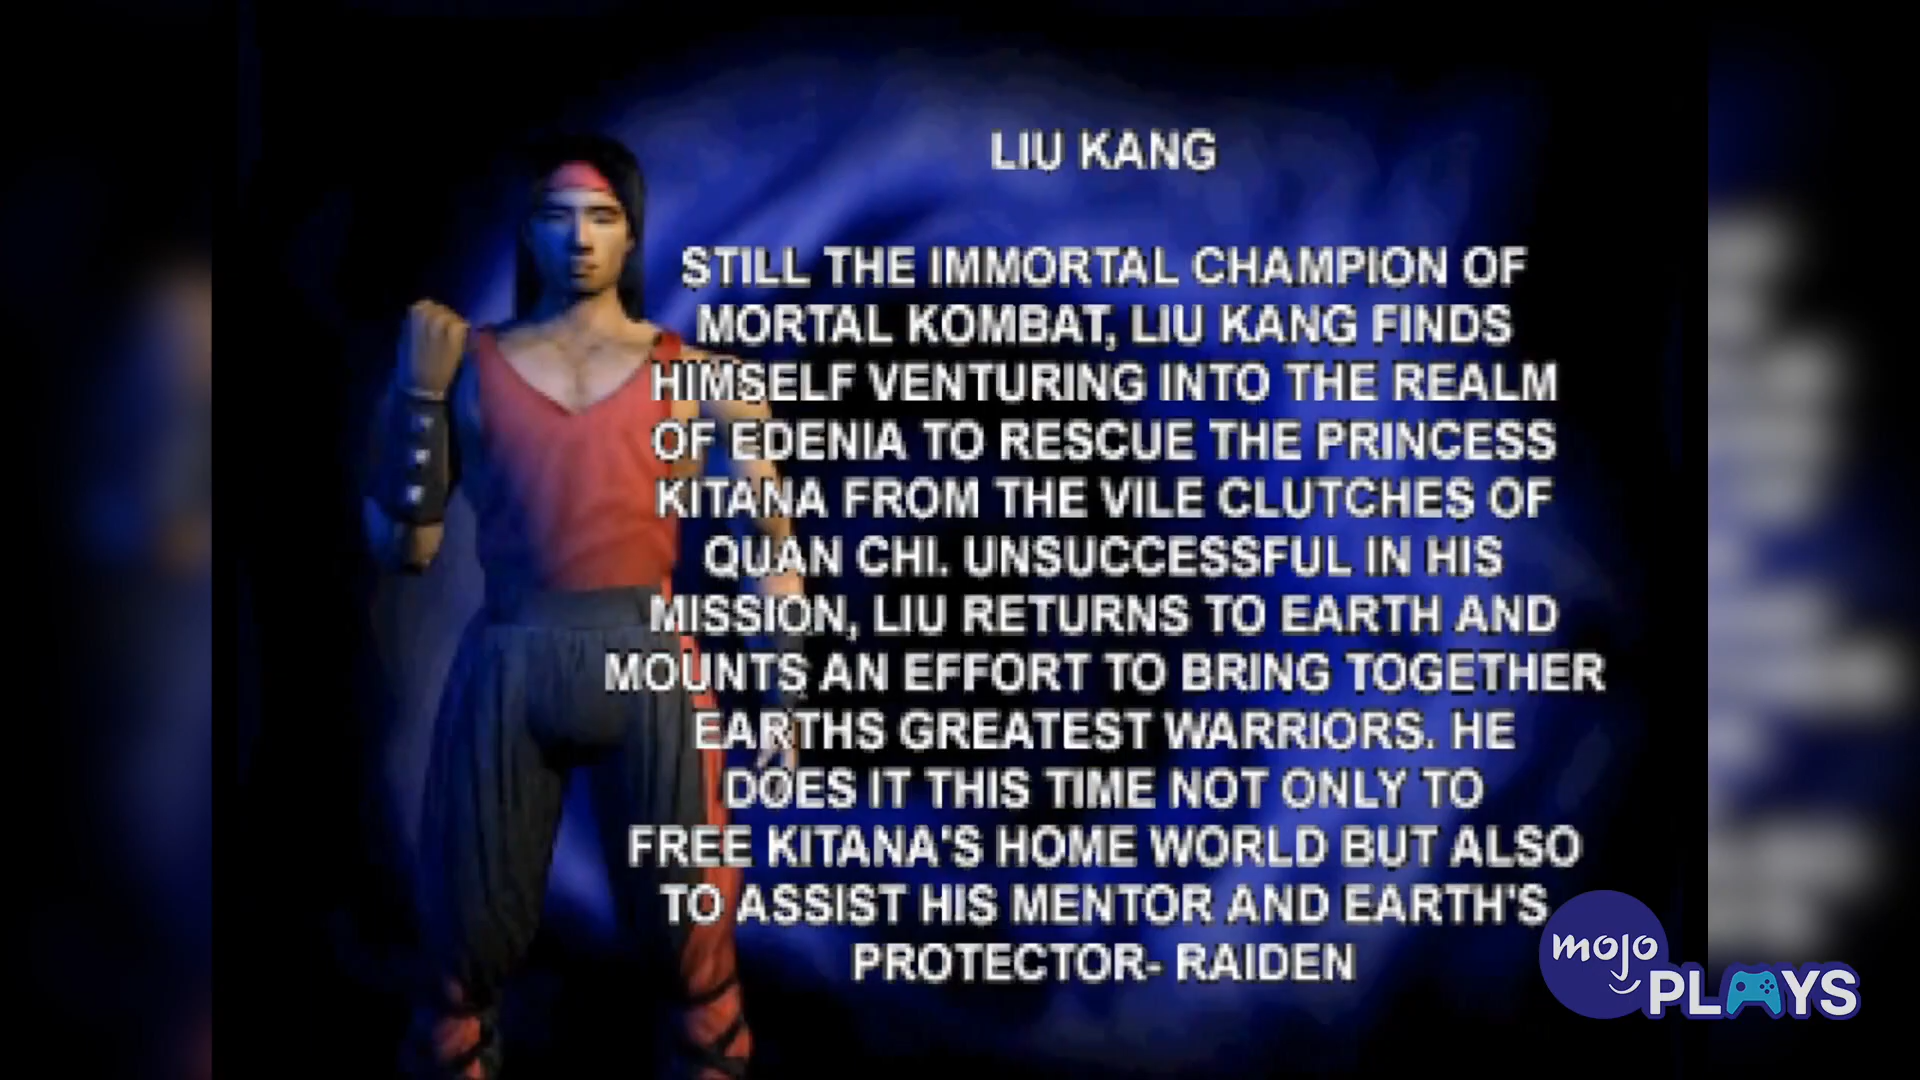 LIU KANG
STILL THE IMMORTAL CHAMPION OF
MORTAL KOMBAT, LIU KANG FINDS
HIMSELF VENTURING INTO THE REALM
OF EDENIA TO RESCUE THE PRINCESS
KITANA FROM THE VILE CLUTCHES OF
QUAN CHI. UNSUCCESSFUL IN HIS
MISSION, LIU RETURNS TO EARTH AND
MOUNTS AN EFFORT TO BRING TOGETHER
EARTHS GREATEST WARRIORS. HE
DOES IT THIS TIME NOT ONLY TO
FREE KITANA'S HOME WORLD BUT ALSO
TO ASSIST HIS MENTOR AND EARTH'S
PROTECTOR- RAIDEN
mojo
PLAYS